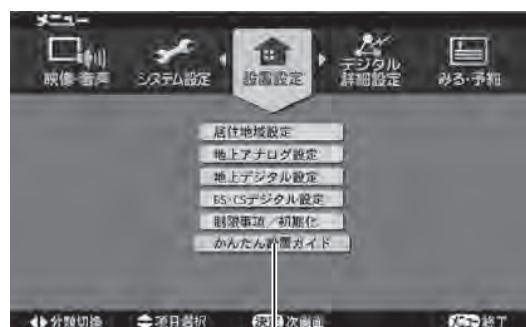 メニュー
映像・音声 システム設定 設置設定 デジタル詳細設定 みる・予約
居住地域設定
地上アナログ設定
地上デジタル設定
BS・CSデジタル設定
制限事項／初期化
かんたん設置ガイド
分類切換 項目選択 決定 次画面 メニュー 終了